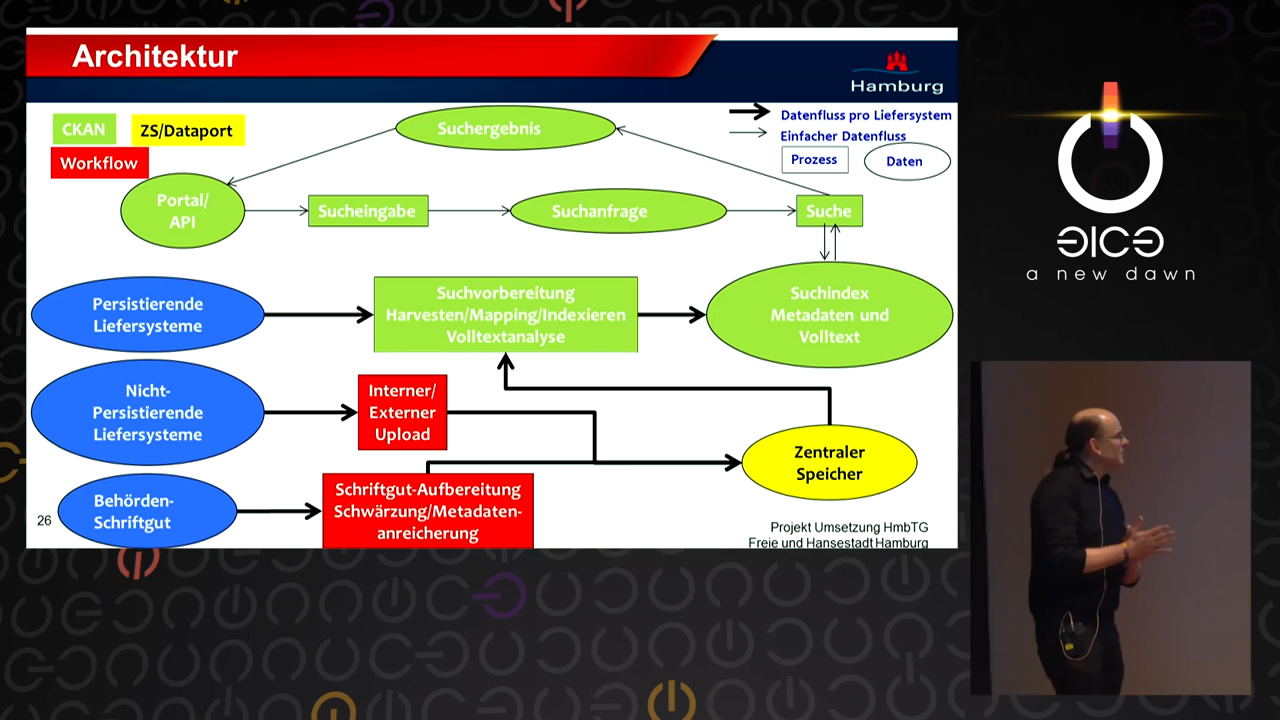 Architektur
Hamburg
CKAN
ZS/Dataport
Workflow
Datenfluss pro Liefersystem
Einfacher Datenfluss
Prozess
Daten
Suchergebnis
Portal/
API
Sucheingabe
Suchanfrage
Suche
Persistierende
Liefersysteme
Suchvorbereitung
Harvesten/Mapping/Indexieren
Volltextanalyse
Suchindex
Metadaten und
Volltext
Nicht-
Persistierende
Liefersysteme
Interner/
Externer
Upload
Zentraler
Speicher
Behörden-
Schriftgut
Schriftgut-Aufbereitung
Schwärzung/Metadaten-
anreicherung
26
Projekt Umsetzung HmbTG
Freie und Hansestadt Hamburg
a new dawn